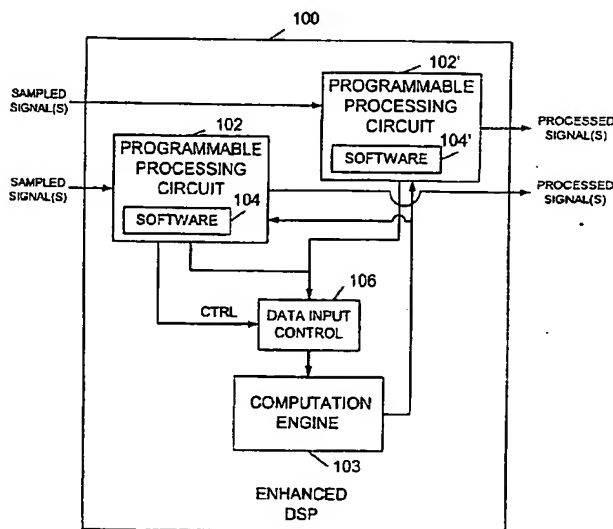 100
102'
SAMPLED
SIGNAL(S)
PROGRAMMABLE
PROCESSING
CIRCUIT
SOFTWARE
104'
PROCESSED
SIGNAL(S)
102
PROGRAMMABLE
PROCESSING
CIRCUIT
SOFTWARE
104
SAMPLED
SIGNAL(S)
PROCESSED
SIGNAL(S)
106
CTRL
DATA INPUT
CONTROL
COMPUTATION
ENGINE
103
ENHANCED
DSP